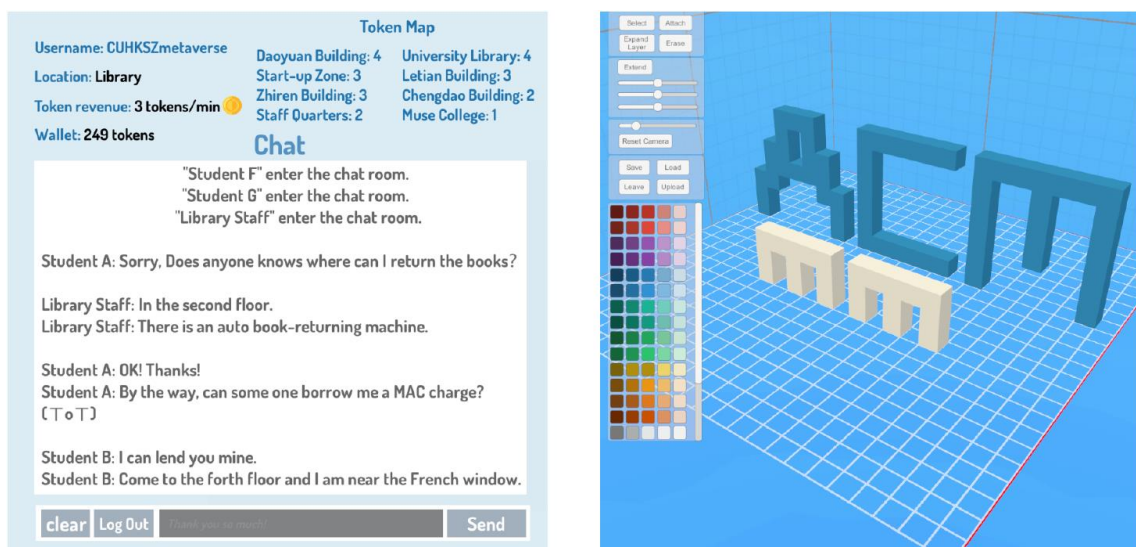 Token Map
Username: CUHKSZmetaverse
Location: Library
Token revenue: 3 tokens/min
Wallet: 249 tokens
Daoyuan Building: 4
University Library: 4
Start-up Zone: 3
Letian Building: 3
Zhiren Building: 3
Chengdao Building: 2
Staff Quarters: 2
Muse College: 1
Chat
"Student F" enter the chat room.
"Student G" enter the chat room.
"Library Staff" enter the chat room.
Student A: Sorry, Does anyone knows where can I return the books?
Library Staff: In the second floor.
Library Staff: There is an auto book-returning machine.
Student A: OK! Thanks!
Student A: By the way, can some one borrow me a MAC charge?
(ㄒoㄒ)
Student B: I can lend you mine.
Student B: Come to the forth floor and I am near the French window.
clear
Log Out
Thank you so much!
Send
Select
Attach
Expand Layer
Erase
Extend
Reset Camera
Save
Load
Leave
Upload
ACM
mm